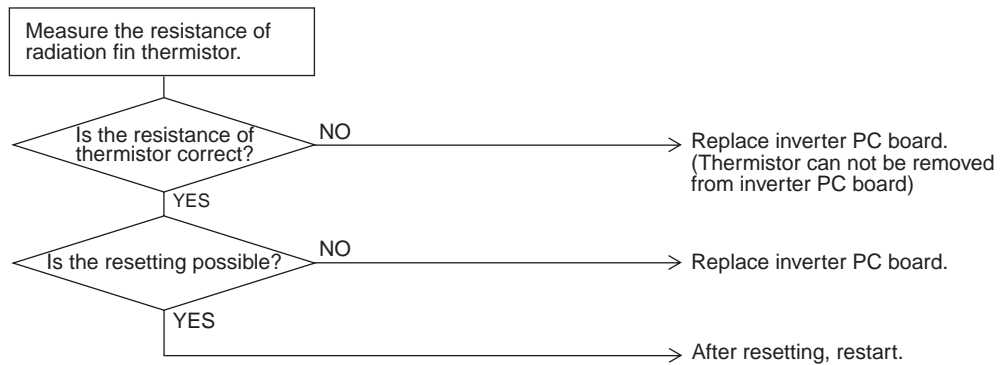 Measure the resistance of
radiation fin thermistor.
Is the resistance of
thermistor correct?
NO
Replace inverter PC board.
(Thermistor can not be removed
from inverter PC board)
YES
Is the resetting possible?
NO
Replace inverter PC board.
YES
After resetting, restart.